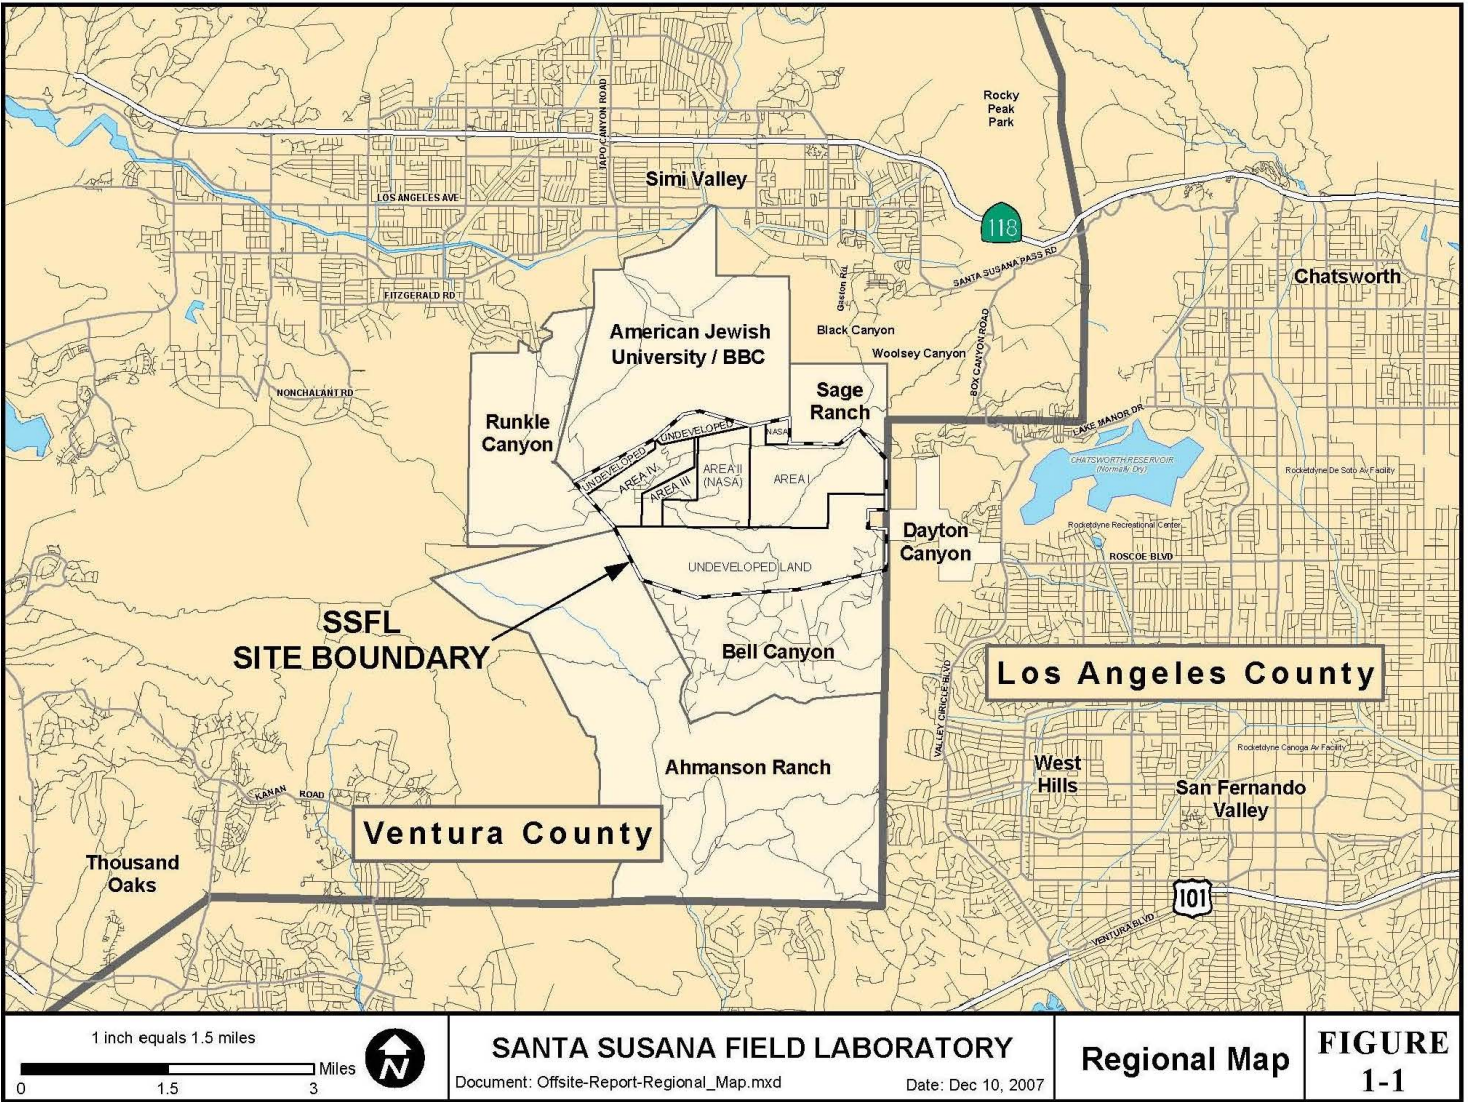 Rocky
Peak
Park
TAPO CANYON ROAD
Simi Valley
LOS ANGELES AVE
118
SANTA SUSANA PASS RD
Chatsworth
FITZGERALD RD
Gaston Rd.
American Jewish
University / BBC
Black Canyon
Woolsey Canyon
BOX CANYON ROAD
NONCHALANT RD
Sage
Ranch
Runkle
Canyon
LAKE MANOR DR
UNDEVELOPED
NASA
UNDEVELOPED
AREA IV
AREA III
AREA II
(NASA)
AREA I
CHATSWORTH RESERVOIR
(Normally Dry)
Rocketdyne De Soto Av Facility
Rocketdyne Recreational Center
Dayton
Canyon
ROSCOE BLVD
UNDEVELOPED LAND
SSFL
SITE BOUNDARY
Bell Canyon
Los Angeles County
VALLEY CIRICLE BLVD
Rocketdyne Canoga Av Facility
Ahmanson Ranch
West
Hills
San Fernando
Valley
KANAN ROAD
Ventura County
Thousand
Oaks
101
VENTURA BLVD
1 inch equals 1.5 miles
Miles
0 1.5 3
N
SANTA SUSANA FIELD LABORATORY
Document: Offsite-Report-Regional_Map.mxd
Date: Dec 10, 2007
Regional Map
FIGURE
1-1